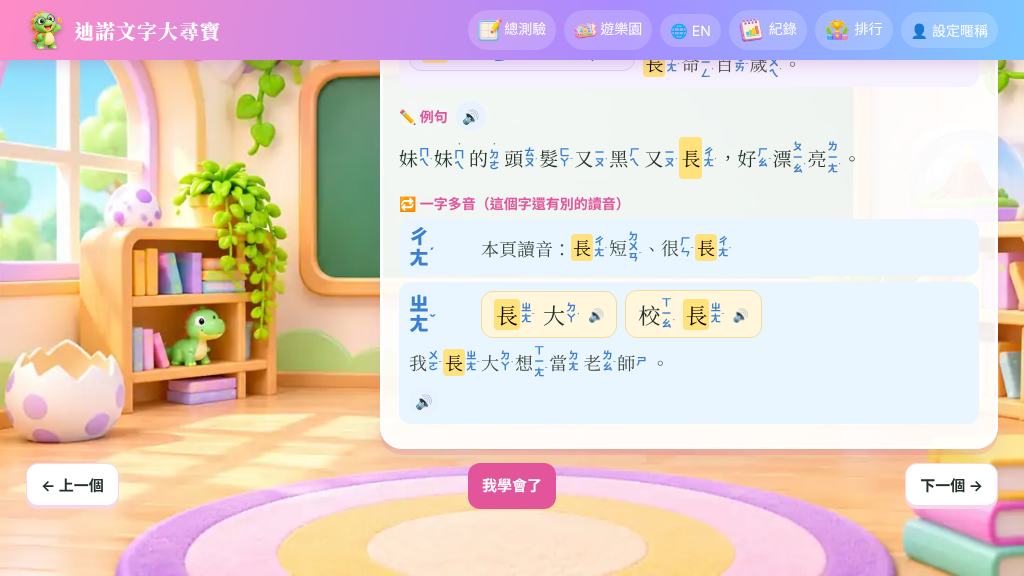 迪諾文字大尋寶
總測驗
遊樂園
EN
紀錄
排行
設定暱稱
長命百歲。
例句
妹妹的頭髮又黑又長，好漂亮。
一字多音（這個字還有別的讀音）
ㄔㄤˊ 本頁讀音：長短、很長
ㄓㄤˇ 長大 校長
我長大想當老師。
← 上一個
我學會了
下一個 →